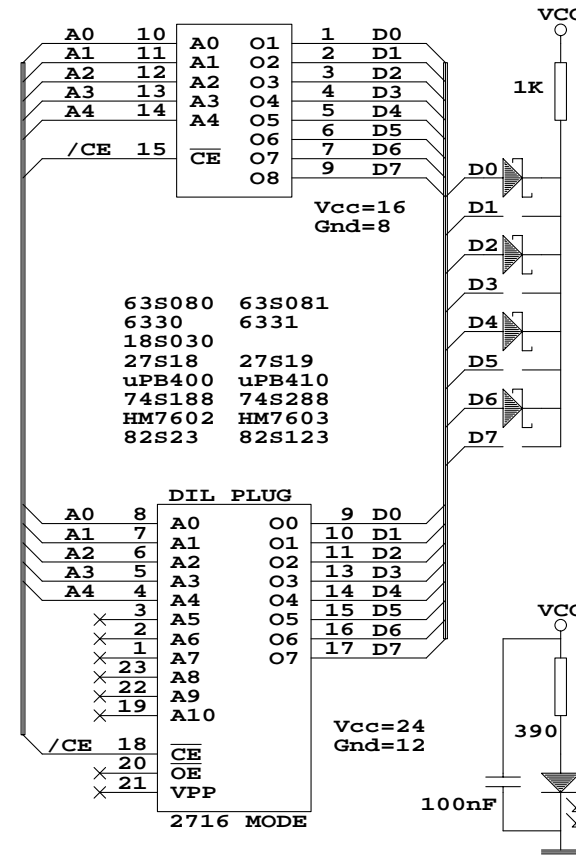 VCC
A0 10 A0 O1 1 D0
A1 11 A1 O2 2 D1
A2 12 A2 O3 3 D2
A3 13 A3 O4 4 D3
A4 14 A4 O5 5 D4
O6 6 D5
/CE 15 CE O7 7 D6
O8 9 D7
1K
Vcc=16
Gnd=8
D0
D1
D2
D3
D4
D5
D6
D7
63S080 63S081
6330 6331
18S030
27S18 27S19
uPB400 uPB410
74S188 74S288
HM7602 HM7603
82S23 82S123
DIL PLUG
A0 8 A0 O0 9 D0
A1 7 A1 O1 10 D1
A2 6 A2 O2 11 D2
A3 5 A3 O3 13 D3
A4 4 A4 O4 14 D4
3 A5 O5 15 D5
2 A6 O6 16 D6
1 A7 O7 17 D7
23 A8
22 A9
19 A10
/CE 18 CE
20 OE
21 VPP
2716 MODE
Vcc=24
Gnd=12
VCC
390
100nF